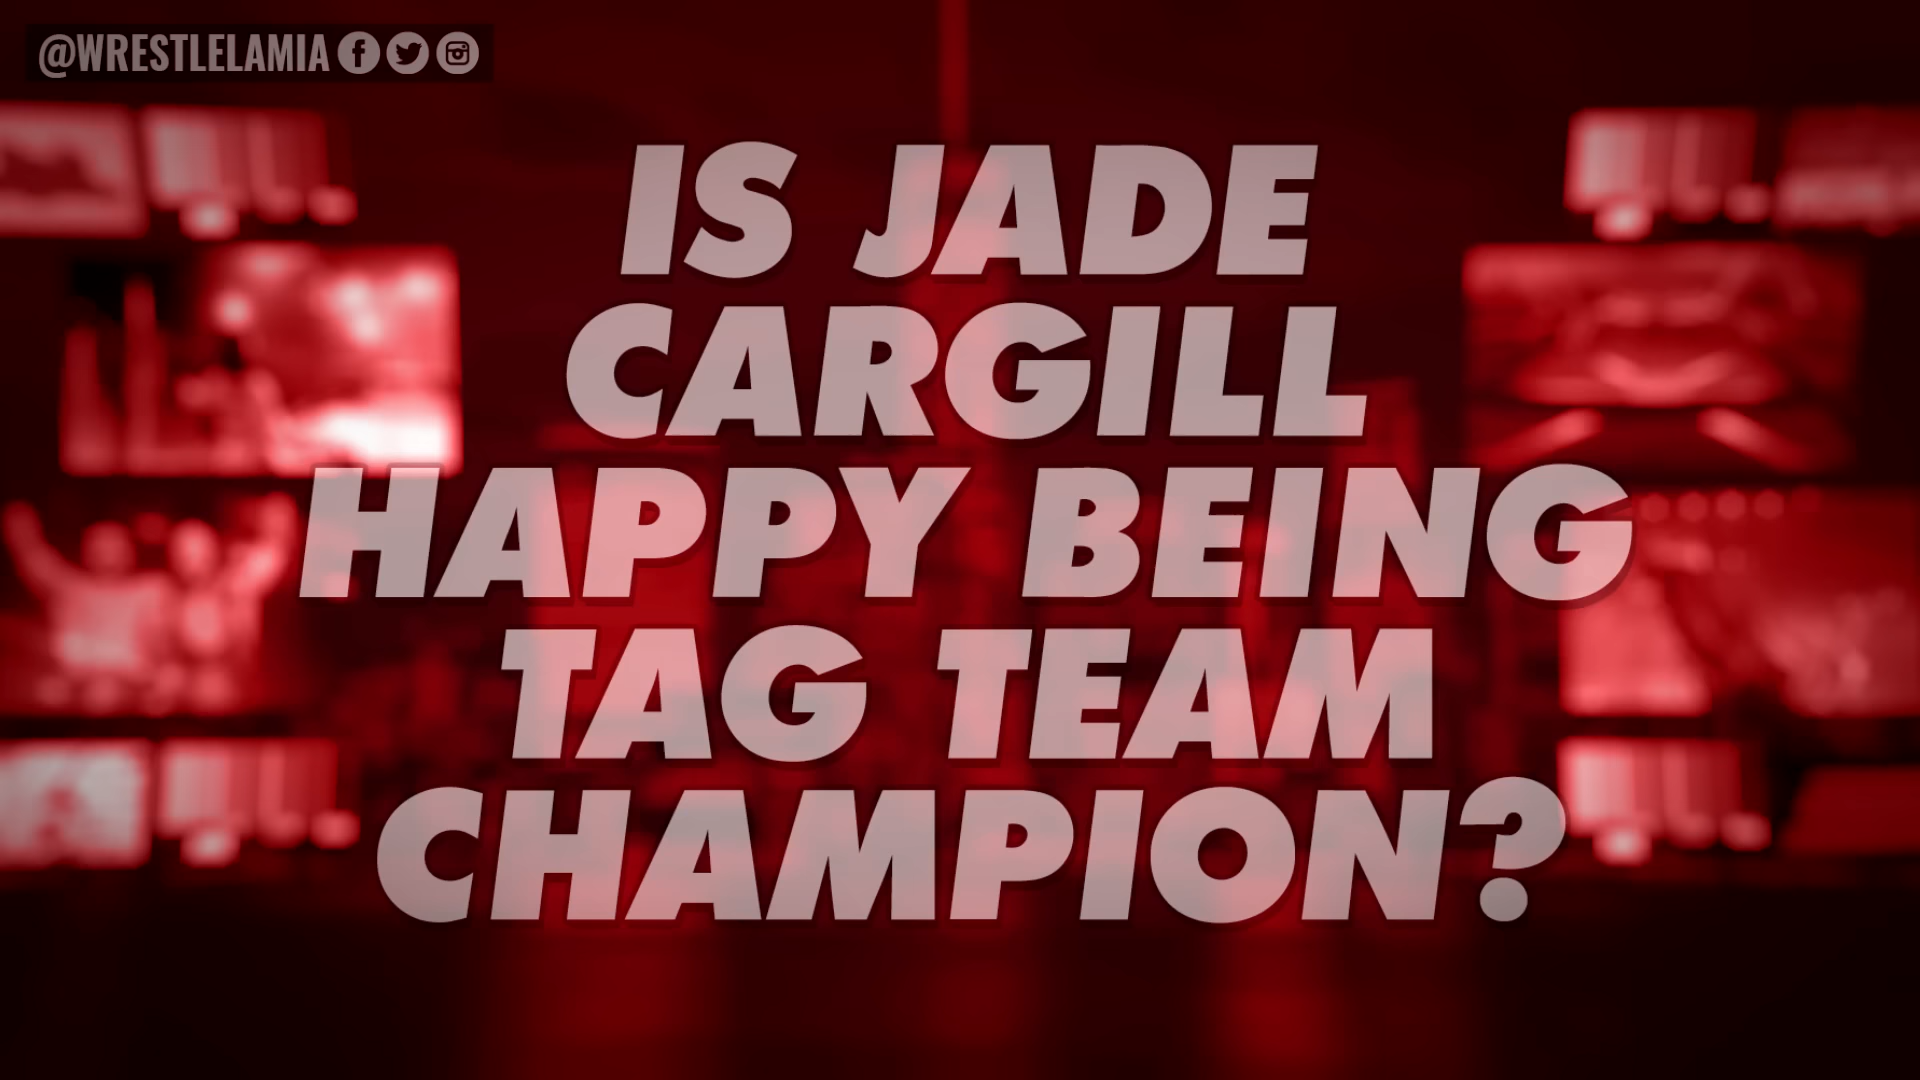 @WRESTLELAMIA
IS JADE
CARGILL
HAPPY BEING
TAG TEAM
CHAMPION?